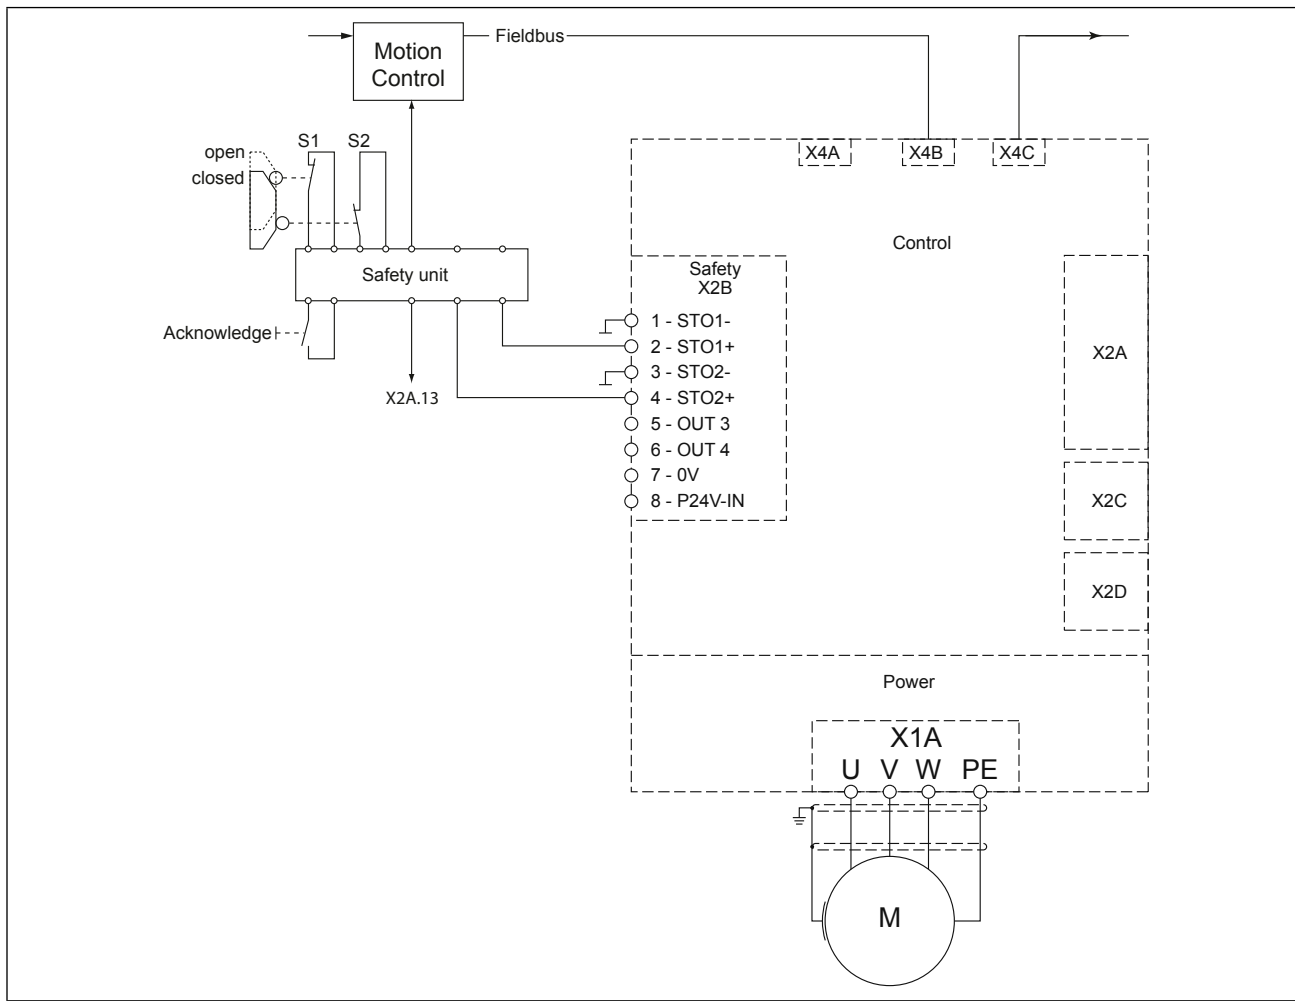 Fieldbus
Motion
Control
S1
S2
open
closed
X4A
X4B
X4C
Control
Safety unit
Safety
X2B
1 - STO1-
2 - STO1+
3 - STO2-
4 - STO2+
5 - OUT 3
6 - OUT 4
7 - 0V
8 - P24V-IN
Acknowledge
X2A.13
X2A
X2C
X2D
Power
X1A
U V W PE
M